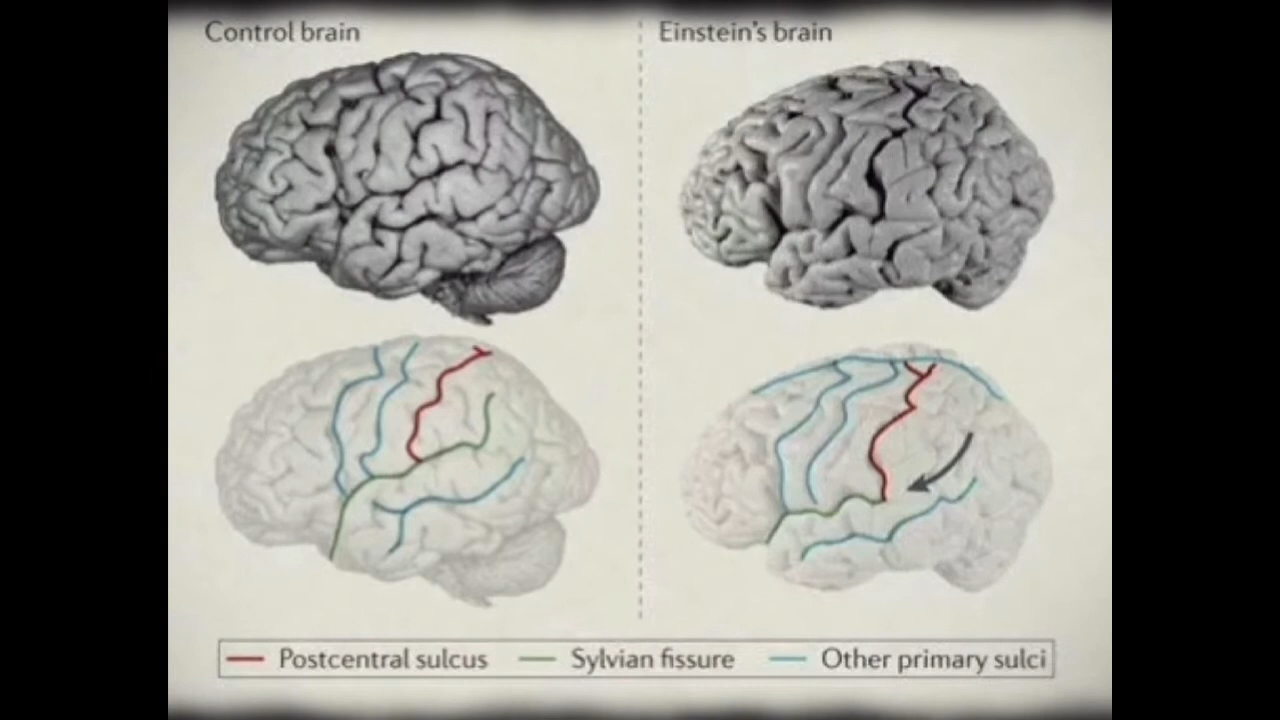 Control brain
Einstein's brain
Postcentral sulcus
Sylvian fissure
Other primary sulci